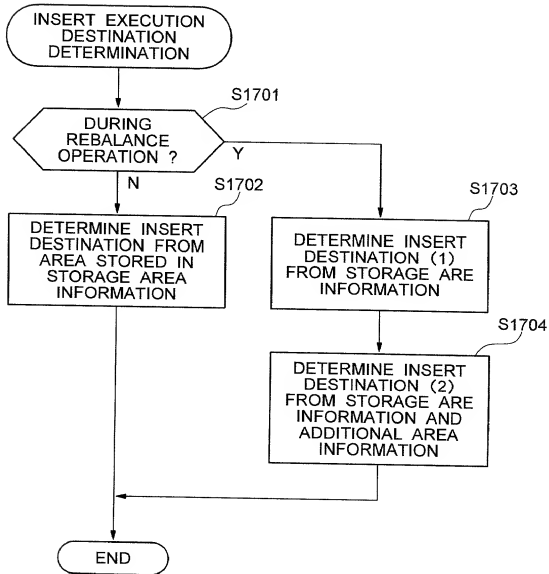 INSERT EXECUTION
DESTINATION
DETERMINATION
S1701
DURING
REBALANCE
OPERATION ?
Y
N
S1702
DETERMINE INSERT
DESTINATION FROM
AREA STORED IN
STORAGE AREA
INFORMATION
S1703
DETERMINE INSERT
DESTINATION (1)
FROM STORAGE ARE
INFORMATION
S1704
DETERMINE INSERT
DESTINATION (2)
FROM STORAGE ARE
INFORMATION AND
ADDITIONAL AREA
INFORMATION
END